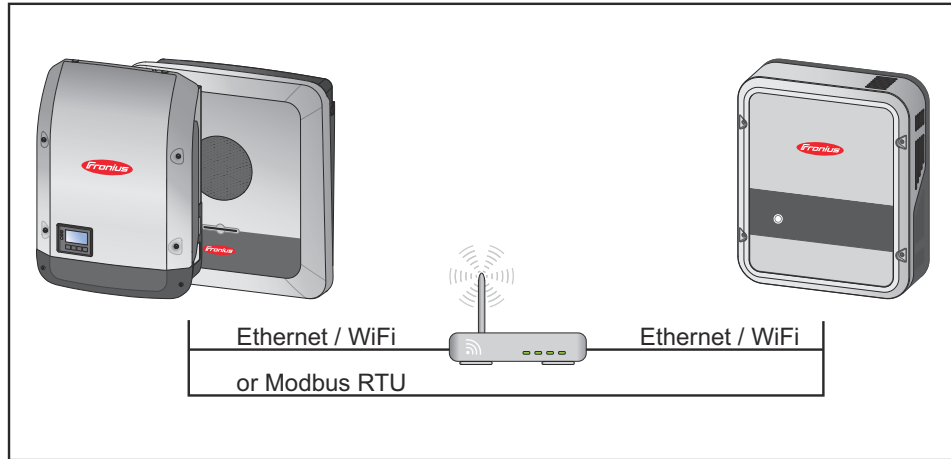 Fronius
Fronius
Fronius
Ethernet / WiFi
Ethernet / WiFi
or Modbus RTU